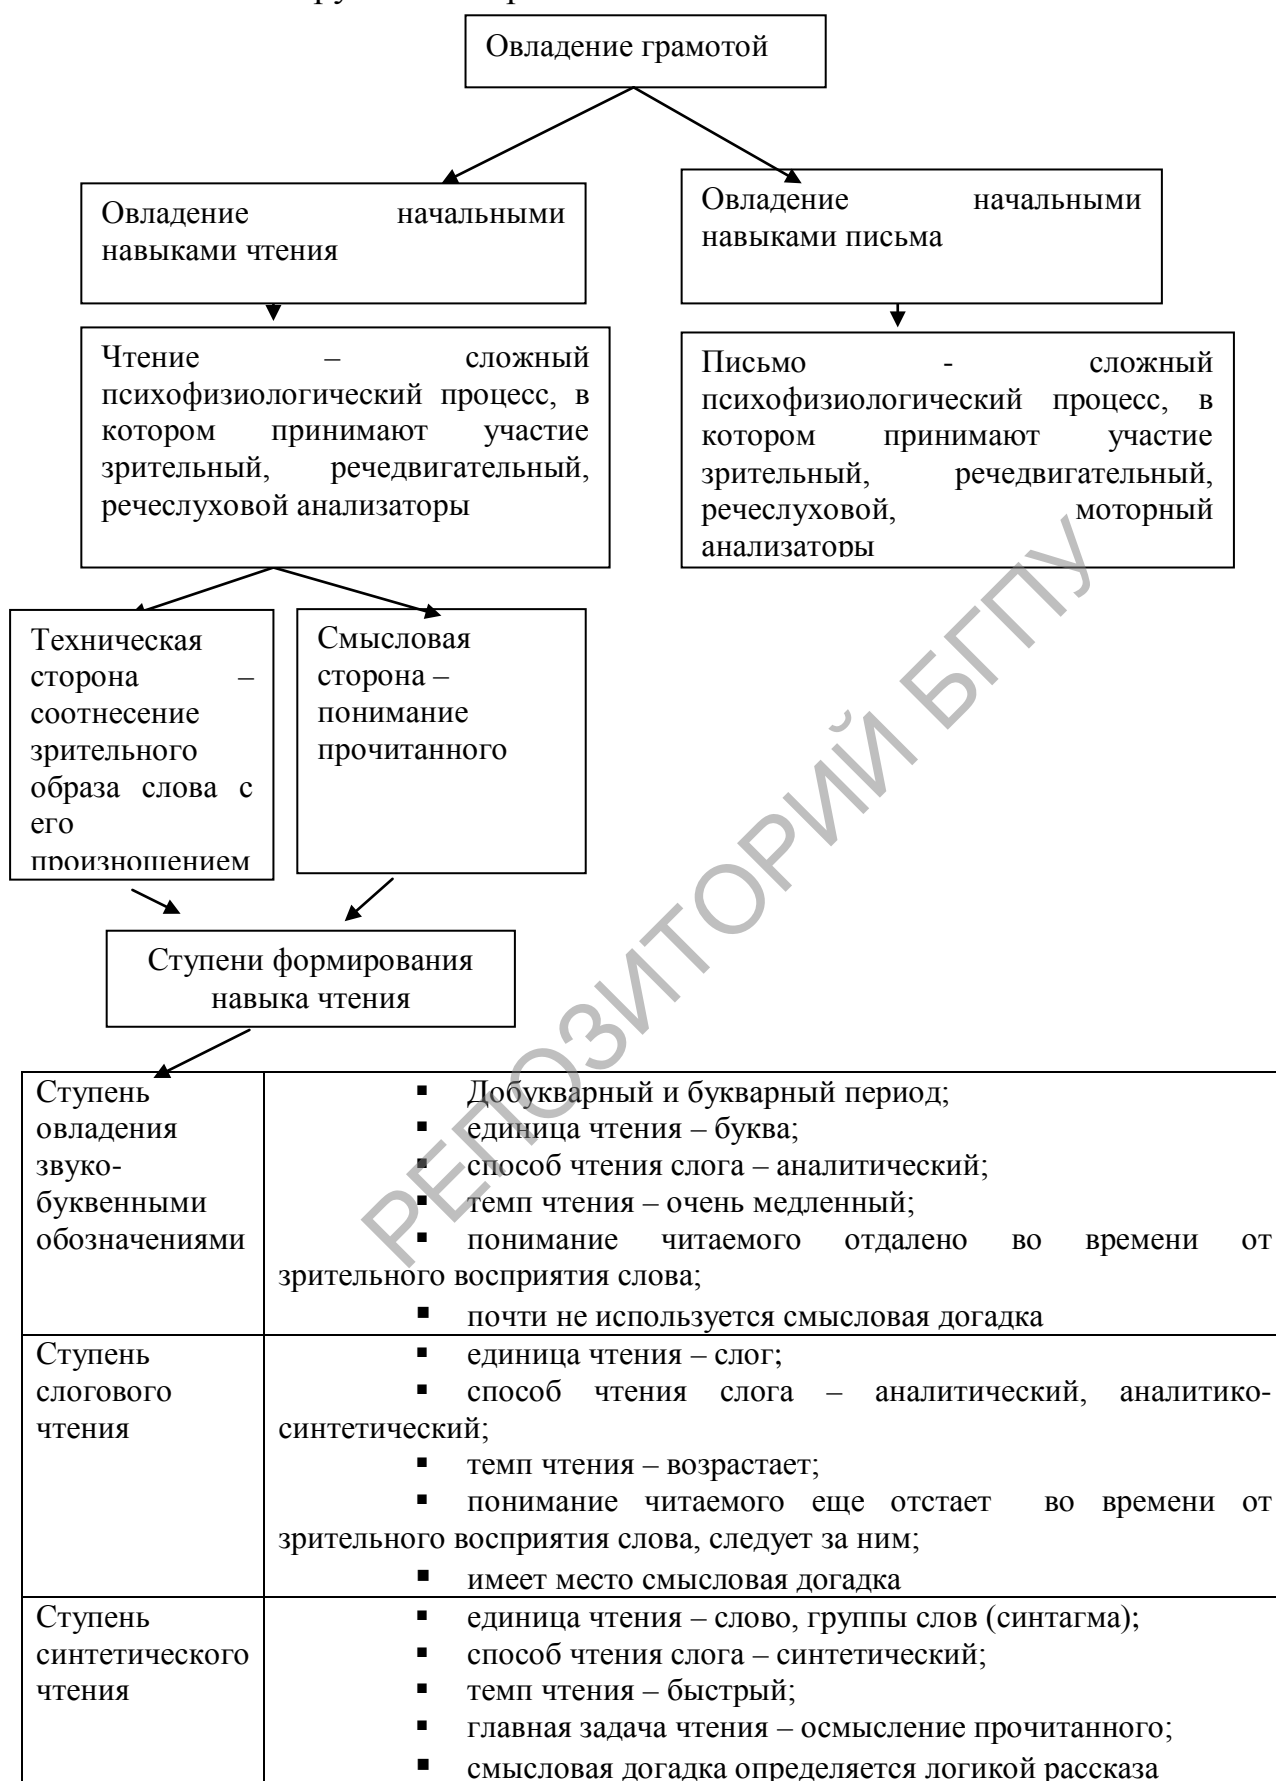 Овладение грамотой
Овладение начальными
навыками чтения
Овладение начальными
навыками письма
Чтение – сложный
психофизиологический процесс, в
котором принимают участие
зрительный, речедвигательный,
речеслуховой анализаторы
Письмо - сложный
психофизиологический процесс, в
котором принимают участие
зрительный, речедвигательный,
речеслуховой, моторный
анализаторы
Техническая
сторона –
соотнесение
зрительного
образа слова с
его
произношением
Смысловая
сторона –
понимание
прочитанного
Ступени формирования
навыка чтения
Ступень
овладения
звуко-
буквенными
обозначениями
▪ Добукварный и букварный период;
▪ единица чтения – буква;
▪ способ чтения слога – аналитический;
▪ темп чтения – очень медленный;
▪ понимание читаемого отдалено во времени от
зрительного восприятия слова;
▪ почти не используется смысловая догадка
Ступень
слогового
чтения
▪ единица чтения – слог;
▪ способ чтения слога – аналитический, аналитико-
синтетический;
▪ темп чтения – возрастает;
▪ понимание читаемого еще отстает во времени от
зрительного восприятия слова, следует за ним;
▪ имеет место смысловая догадка
Ступень
синтетического
чтения
▪ единица чтения – слово, группы слов (синтагма);
▪ способ чтения слога – синтетический;
▪ темп чтения – быстрый;
▪ главная задача чтения – осмысление прочитанного;
▪ смысловая догадка определяется логикой рассказа
РЕПОЗИТОРИЙ БГПУ